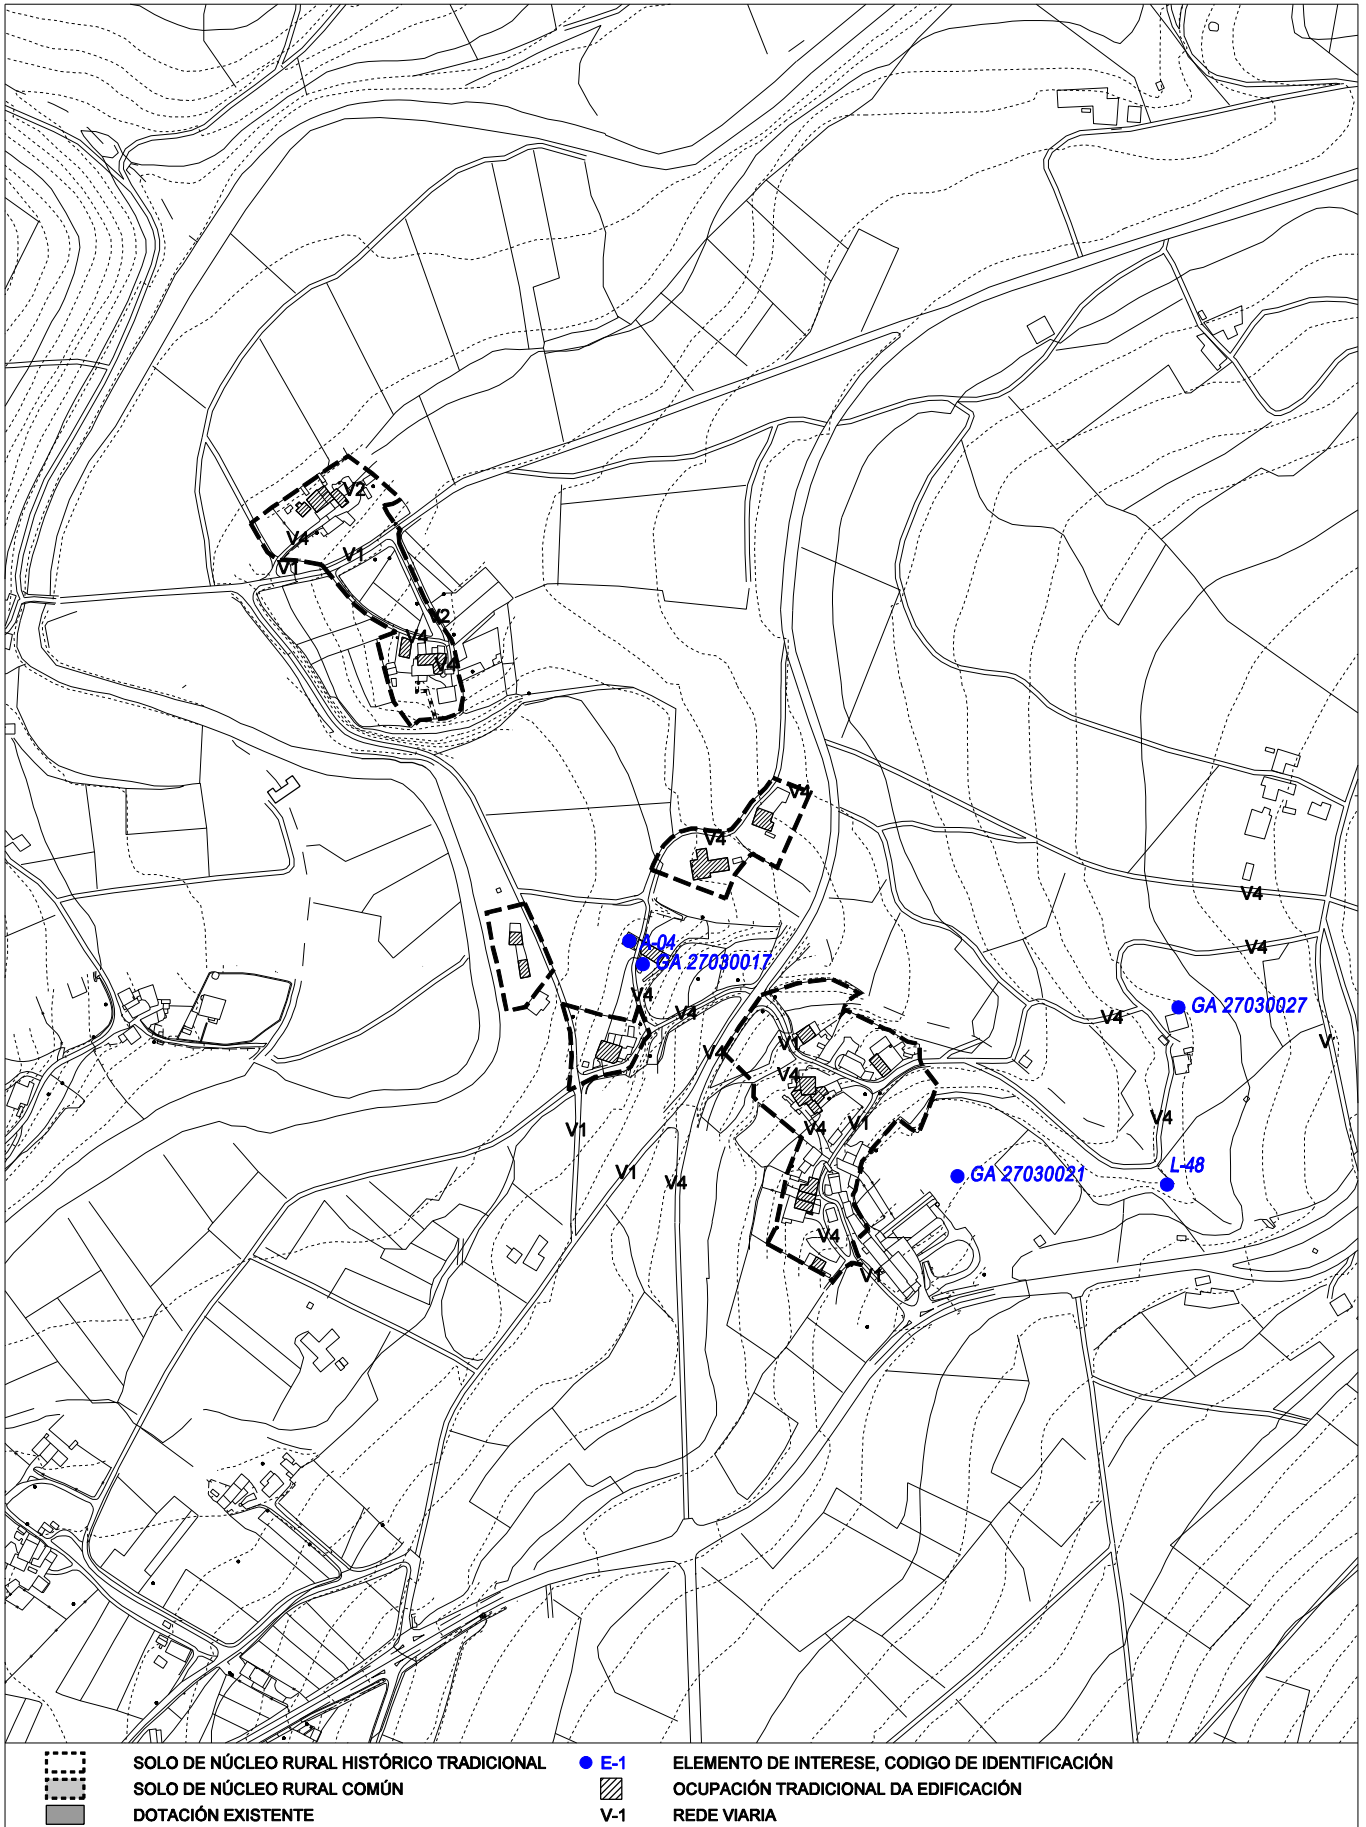 V2
V4
V1
V1
V2
V4
V4
V4
V4
A-04
GA 27030017
V4
V4
V4
V4
GA 27030027
V4
V4
V1
V4
V4
V4
V1
V4
V1
V1
V4
GA 27030021
L-48
V4
V1
SOLO DE NÚCLEO RURAL HISTÓRICO TRADICIONAL
E-1
ELEMENTO DE INTERESE, CODIGO DE IDENTIFICACIÓN
SOLO DE NÚCLEO RURAL COMÚN
OCUPACIÓN TRADICIONAL DA EDIFICACIÓN
DOTACIÓN EXISTENTE
V-1
REDE VIARIA